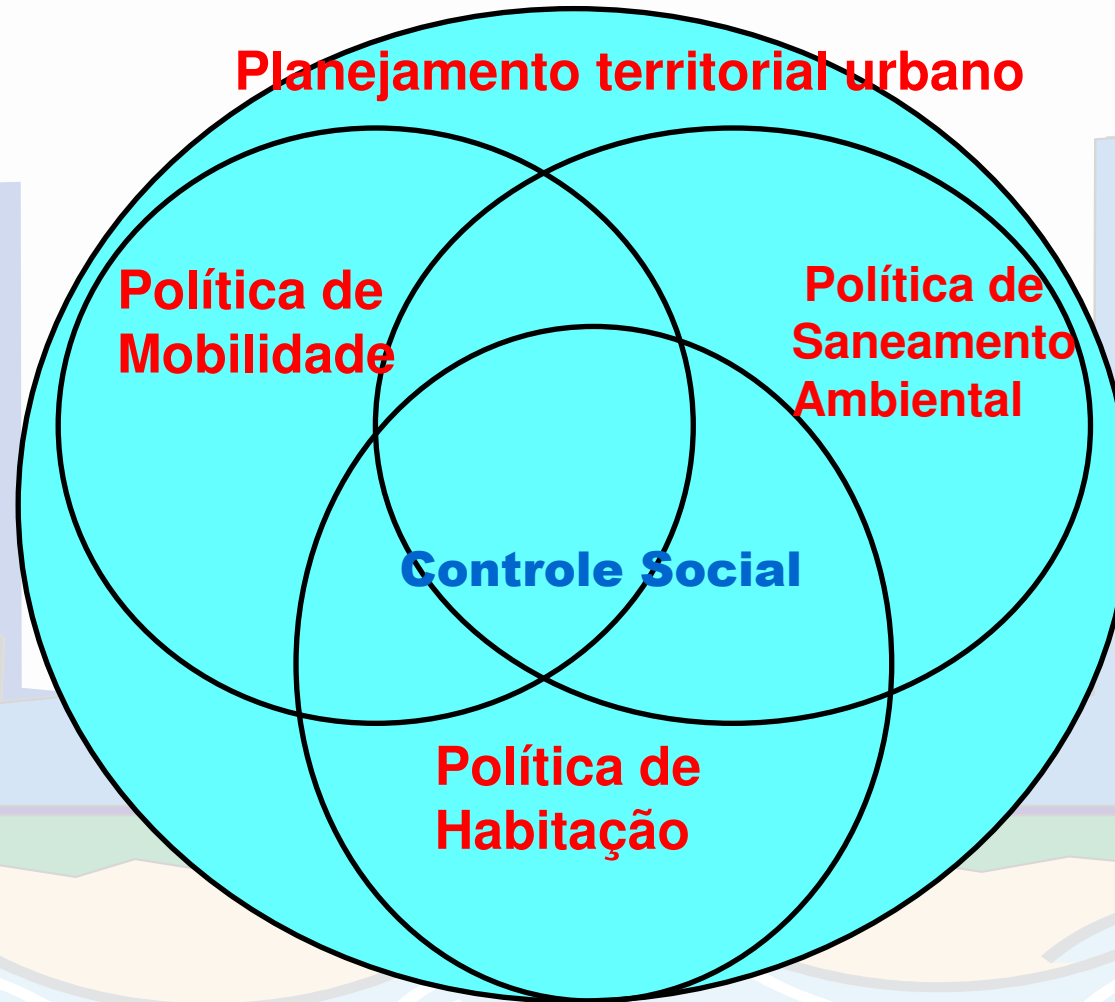 Planejamento territorial urbano
Política de
Mobilidade
Política de
Saneamento
Ambiental
Controle Social
Política de
Habitação